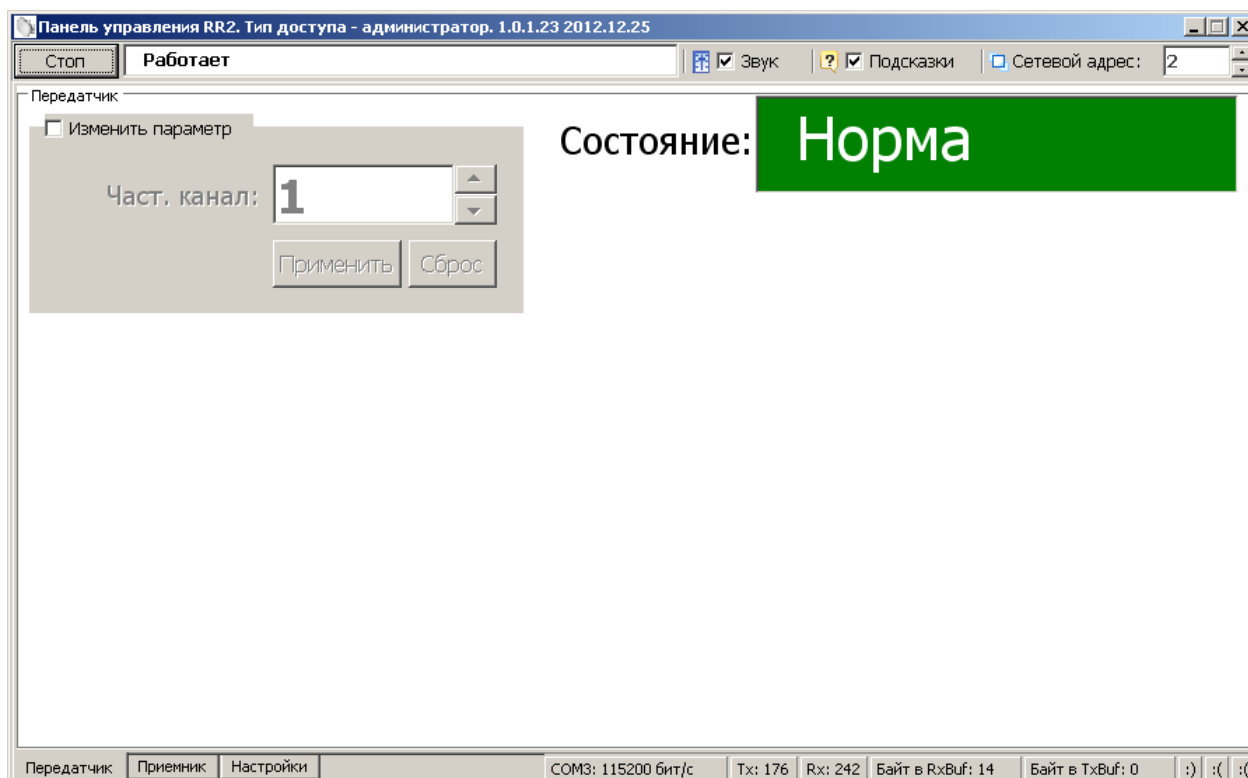 Панель управления RR2. Тип доступа - администратор. 1.0.1.23 2012.12.25
Стоп Работает Звук Подсказки Сетевой адрес: 2
Передатчик
Изменить параметр
Состояние: Норма
Част. канал: 1
Применить Сброс
Передатчик Приемник Настройки COM3: 115200 бит/с Tx: 176 Rx: 242 Байт в RxBuf: 14 Байт в TxBuf: 0 :) :( :(